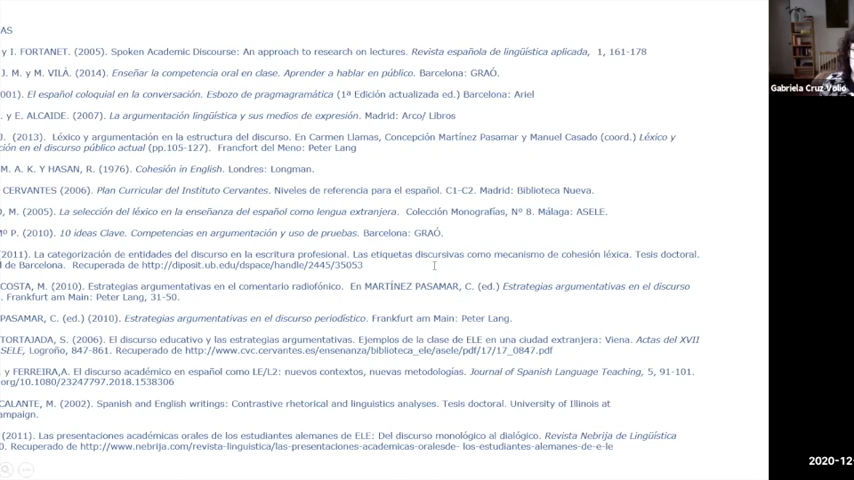 AS
y I. FORTANET. (2005). Spoken Academic Discourse: An approach to research on lectures. Revista española de lingüística aplicada, 1, 161-178
J. M. y M. VILÀ. (2014). Enseñar la competencia oral en clase. Aprender a hablar en público. Barcelona: GRAÓ.
001). El español coloquial en la conversación. Esbozo de pragmagramática (1ª Edición actualizada ed.) Barcelona: Ariel
. y E. ALCAIDE. (2007). La argumentación lingüística y sus medios de expresión. Madrid: Arco/ Libros
J. (2013). Léxico y argumentación en la estructura del discurso. En Carmen Llamas, Concepción Martínez Pasamar y Manuel Casado (coord.) Léxico y
ción en el discurso público actual (pp.105-127). Francfort del Meno: Peter Lang
M. A. K. Y HASAN, R. (1976). Cohesión in English. Londres: Longman.
CERVANTES (2006). Plan Curricular del Instituto Cervantes. Niveles de referencia para el español. C1-C2. Madrid: Biblioteca Nueva.
O, M. (2005). La selección del léxico en la enseñanza del español como lengua extranjera. Colección Monografías, Nº 8. Málaga: ASELE.
Mº P. (2010). 10 ideas Clave. Competencias en argumentación y uso de pruebas. Barcelona: GRAÓ.
(2011). La categorización de entidades del discurso en la escritura profesional. Las etiquetas discursivas como mecanismo de cohesión léxica. Tesis doctoral.
d de Barcelona. Recuperada de http://diposit.ub.edu/dspace/handle/2445/35053
COSTA, M. (2010). Estrategias argumentativas en el comentario radiofónico. En MARTÍNEZ PASAMAR, C. (ed.) Estrategias argumentativas en el discurso
. Frankfurt am Main: Peter Lang, 31-50.
PASAMAR, C. (ed.) (2010). Estrategias argumentativas en el discurso periodístico. Frankfurt am Main: Peter Lang.
TORTAJADA, S. (2006). El discurso educativo y las estrategias argumentativas. Ejemplos de la clase de ELE en una ciudad extranjera: Viena. Actas del XVII
SELE, Logroño, 847-861. Recuperado de http://www.cvc.cervantes.es/ensenanza/biblioteca_ele/asele/pdf/17/17_0847.pdf
y FERREIRA,A. El discurso académico en español como LE/L2: nuevos contextos, nuevas metodologías. Journal of Spanish Language Teaching, 5, 91-101.
org/10.1080/23247797.2018.1538306
CALANTE, M. (2002). Spanish and English writings: Contrastive rhetorical and linguistics analyses. Tesis doctoral. University of Illinois at
ampaign.
(2011). Las presentaciones académicas orales de los estudiantes alemanes de ELE: Del discurso monológico al dialógico. Revista Nebrija de Lingüística
0. Recuperado de http://www.nebrija.com/revista-linguistica/las-presentaciones-academicas-oralesde- los-estudiantes-alemanes-de-e-le
Gabriela Cruz Volio
2020-12-